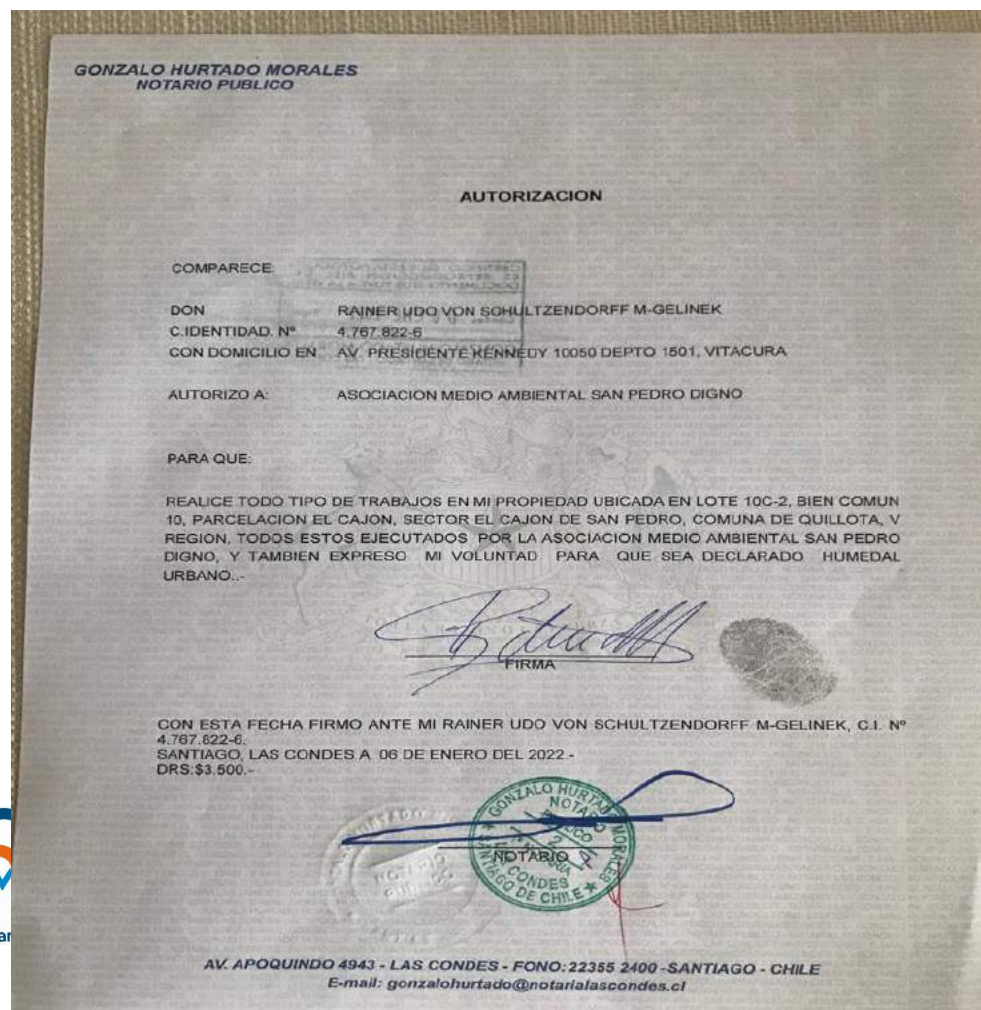 GONZALO HURTADO MORALES
NOTARIO PUBLICO
AUTORIZACION
COMPARECE:
DON RAINER UDO VON SCHULTZENDORFF M-GELINEK
C.IDENTIDAD. Nº 4.767.822-6
CON DOMICILIO EN AV. PRESIDENTE KENNEDY 10050 DEPTO 1501, VITACURA
AUTORIZO A: ASOCIACION MEDIO AMBIENTAL SAN PEDRO DIGNO
PARA QUE:
REALICE TODO TIPO DE TRABAJOS EN MI PROPIEDAD UBICADA EN LOTE 10C-2, BIEN COMUN
10, PARCELACION EL CAJON, SECTOR EL CAJON DE SAN PEDRO, COMUNA DE QUILLOTA, V
REGION, TODOS ESTOS EJECUTADOS POR LA ASOCIACION MEDIO AMBIENTAL SAN PEDRO
DIGNO, Y TAMBIEN EXPRESO MI VOLUNTAD PARA QUE SEA DECLARADO HUMEDAL
URBANO..-
FIRMA
CON ESTA FECHA FIRMO ANTE MI RAINER UDO VON SCHULTZENDORFF M-GELINEK, C.I. Nº
4.767.822-6.
SANTIAGO, LAS CONDES A 06 DE ENERO DEL 2022.-
DRS:$3.500.-
GONZALO HURTADO MORALES
NOTARIO
PUBLICO
LAS CONDES
SANTIAGO DE CHILE
NOTARIO
AV. APOQUINDO 4943 - LAS CONDES - FONO: 22355 2400 -SANTIAGO - CHILE
E-mail: gonzalohurtado@notarialascondes.cl